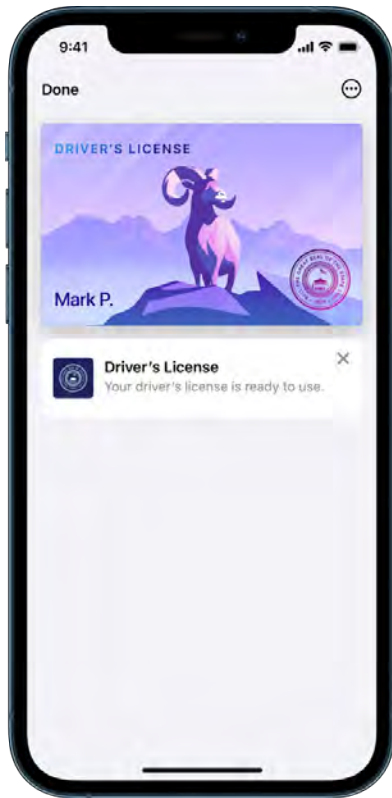 9:41
Done
DRIVER'S LICENSE
Mark P.
Driver's License
Your driver's license is ready to use.